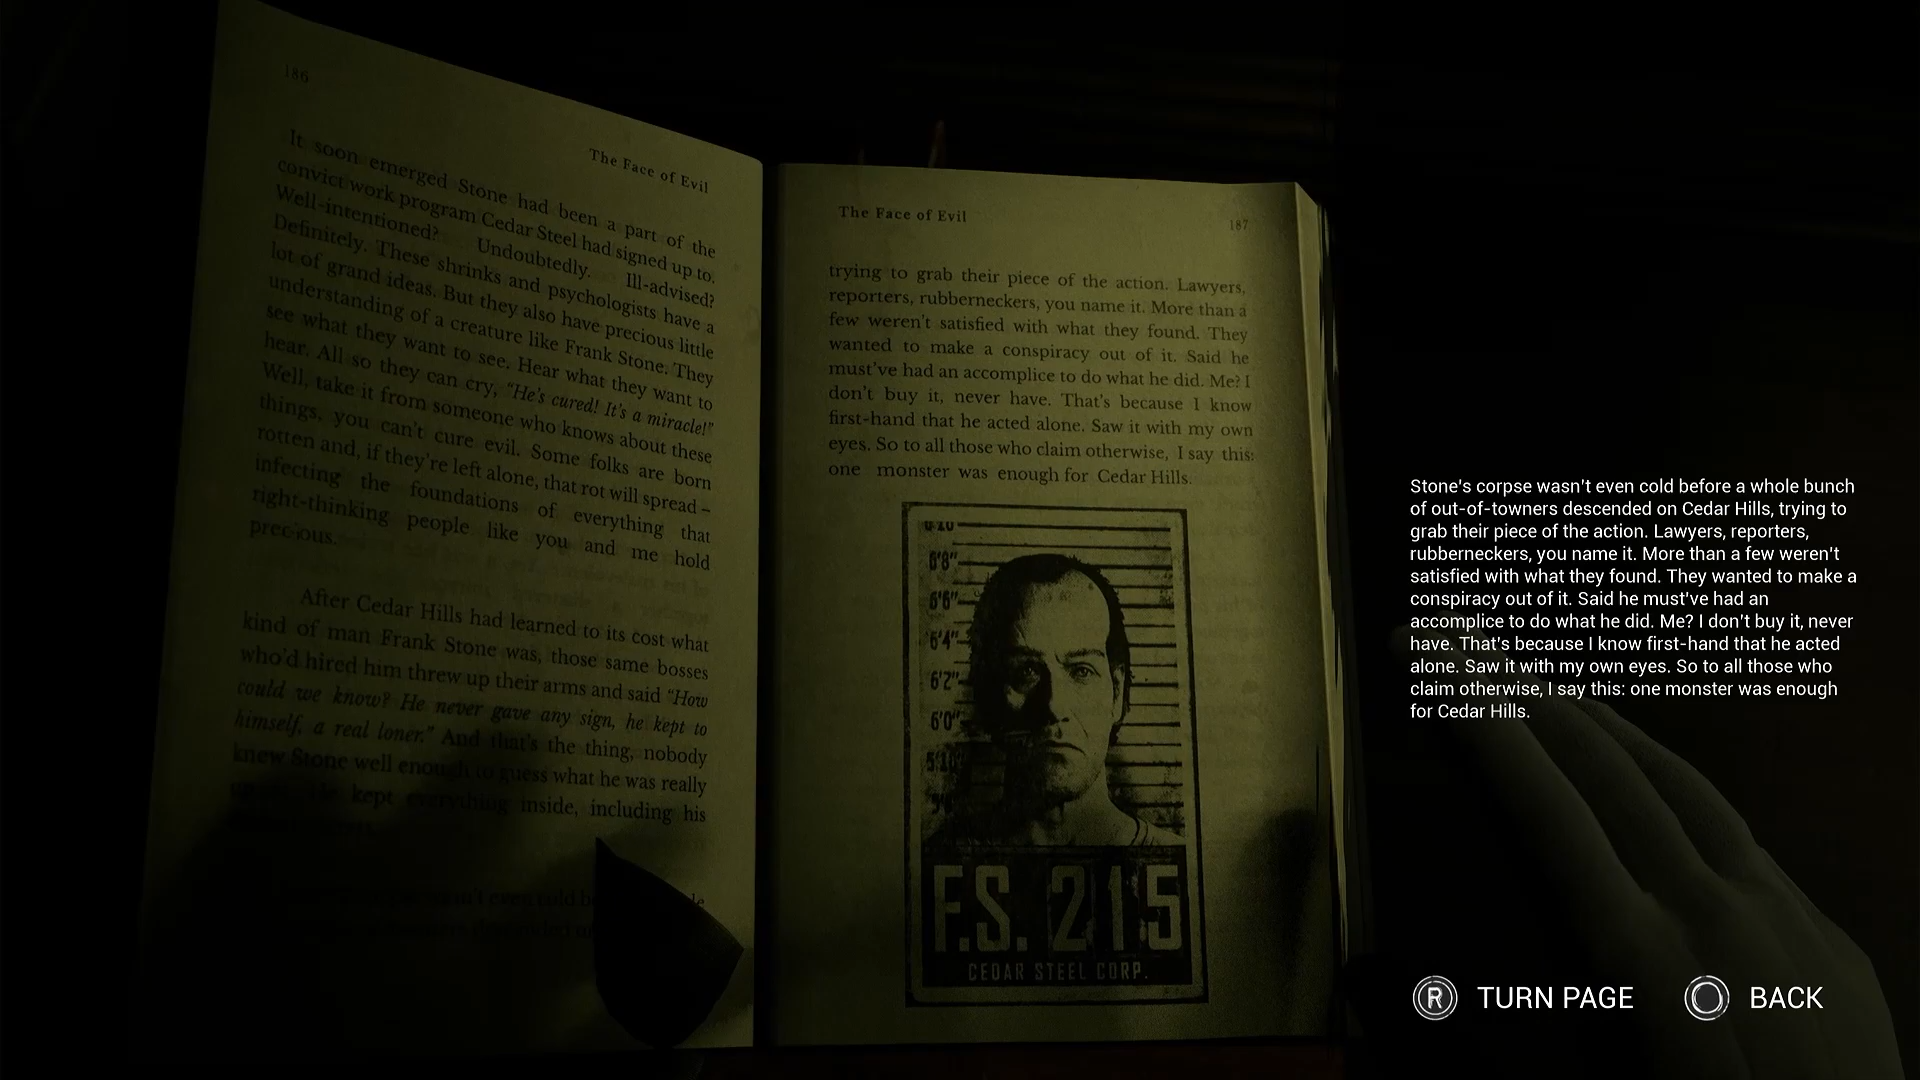 186
The Face of Evil
It soon emerged Stone had been a part of the
convict work program Cedar Steel had signed up to.
Well-intentioned? Undoubtedly. Ill-advised?
Definitely. These shrinks and psychologists have a
lot of grand ideas. But they also have precious little
understanding of a creature like Frank Stone. They
see what they want to see. Hear what they want to
hear. All so they can cry, “He's cured! It's a miracle!”
Well, take it from someone who knows about these
things, you can't cure evil. Some folks are born
rotten and, if they're left alone, that rot will spread –
infecting the foundations of everything that
right-thinking people like you and me hold
precious.
After Cedar Hills had learned to its cost what
kind of man Frank Stone was, those same bosses
who'd hired him threw up their arms and said “How
could we know? He never gave any sign, he kept to
himself, a real loner.” And that's the thing, nobody
knew Stone well enough to guess what he was really
kept everything inside, including his
The Face of Evil
187
trying to grab their piece of the action. Lawyers,
reporters, rubberneckers, you name it. More than a
few weren't satisfied with what they found. They
wanted to make a conspiracy out of it. Said he
must've had an accomplice to do what he did. Me? I
don't buy it, never have. That's because I know
first-hand that he acted alone. Saw it with my own
eyes. So to all those who claim otherwise, I say this:
one monster was enough for Cedar Hills.
6'8"
6'6"
6'4"
6'2"
6'0"
5'10"
F.S. 215
CEDAR STEEL CORP.
Stone's corpse wasn't even cold before a whole bunch
of out-of-towners descended on Cedar Hills, trying to
grab their piece of the action. Lawyers, reporters,
rubberneckers, you name it. More than a few weren't
satisfied with what they found. They wanted to make a
conspiracy out of it. Said he must've had an
accomplice to do what he did. Me? I don't buy it, never
have. That's because I know first-hand that he acted
alone. Saw it with my own eyes. So to all those who
claim otherwise, I say this: one monster was enough
for Cedar Hills.
R TURN PAGE
BACK